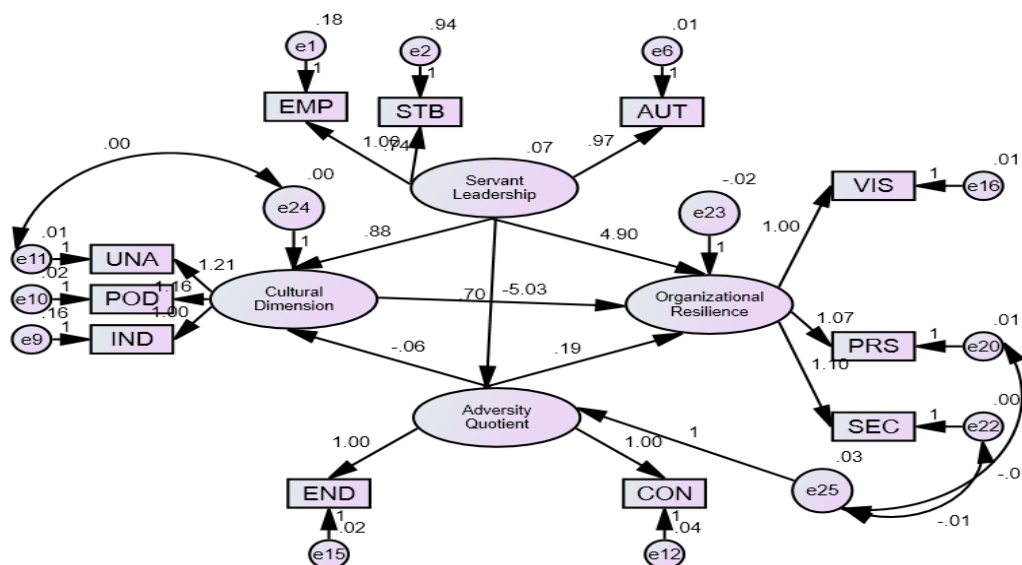 .18
.94
.01
e1
e2
e6
1
1
1
EMP
STB
AUT
1.00
.74
.97
.07
Servant
Leadership
.00
.00
e24
1
-.02
e23
1
VIS
1
.01
e16
1.00
.88
4.90
.01
e11
1
UNA
1.21
.02
e10
1
POD
1.16
.16
e9
1
IND
1.00
Cultural
Dimension
.70
-5.03
Organizational
Resilience
1.07
PRS
1
.01
e20
1.10
-.06
.19
SEC
1
.00
e22
Adversity
Quotient
1.00
1.00
1
.03
e25
-.0
-.01
END
CON
1
.02
e15
1
.04
e12